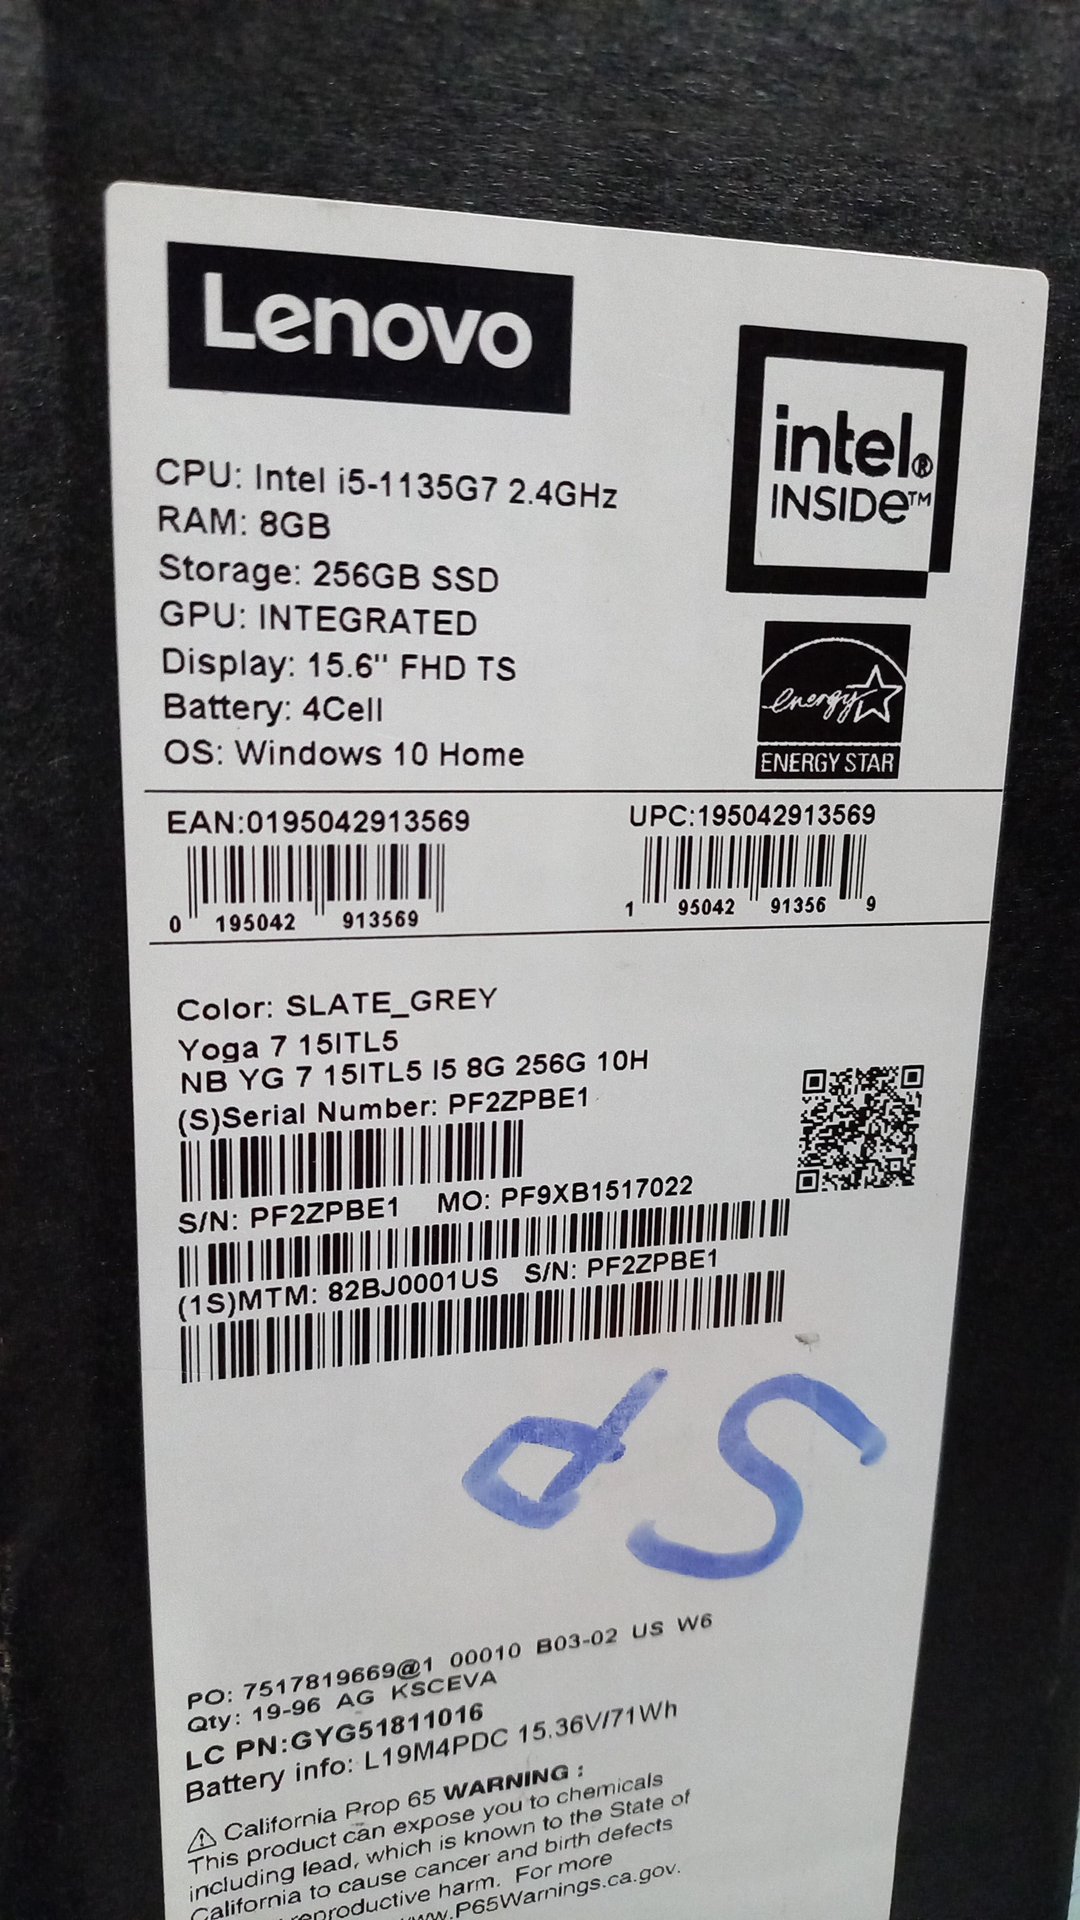 Lenovo
intel®
INSIDE™
CPU: Intel i5-1135G7 2.4GHz
RAM: 8GB
Storage: 256GB SSD
GPU: INTEGRATED
Display: 15.6" FHD TS
Battery: 4Cell
OS: Windows 10 Home
energy
ENERGY STAR
EAN:0195042913569
0 195042 913569
UPC:195042913569
1 95042 91356 9
Color: SLATE_GREY
Yoga 7 15ITL5
NB YG 7 15ITL5 I5 8G 256G 10H
(S)Serial Number: PF2ZPBE1
S/N: PF2ZPBE1 MO: PF9XB1517022
(1S)MTM: 82BJ0001US S/N: PF2ZPBE1
PO: 7517819669@1 00010 B03-02 US W6
Qty: 19-96 AG KSCEVA
LC PN:GYG51811016
Battery info: L19M4PDC 15.36V/71Wh
⚠ California Prop 65 WARNING :
This product can expose you to chemicals
including lead, which is known to the State of
California to cause cancer and birth defects
reproductive harm. For more
www.P65Warnings.ca.gov.